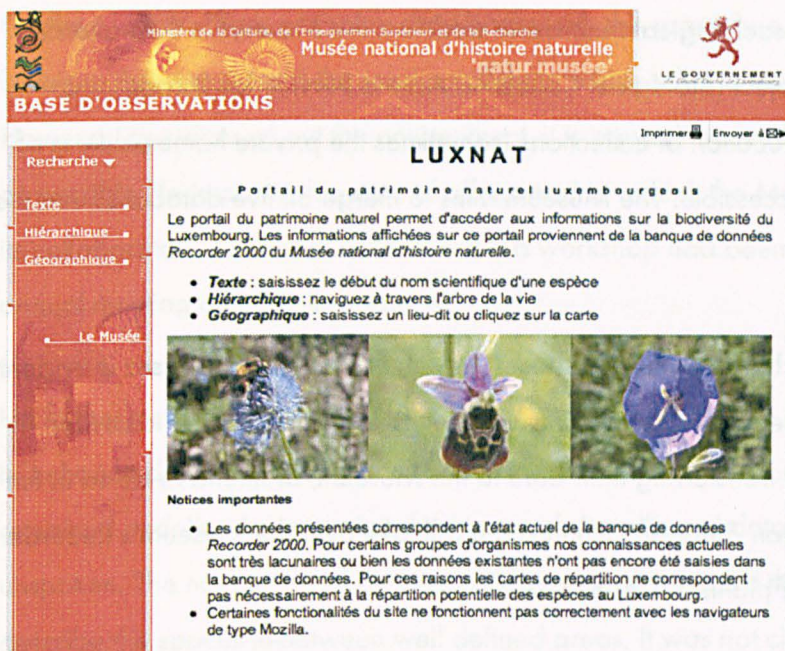 Ministère de la Culture, de l'Enseignement Supérieur et de la Recherche
Musée national d'histoire naturelle
'natur musée'
LE GOUVERNEMENT
du Grand-Duché de Luxembourg
BASE D'OBSERVATIONS
Imprimer Envoyer à
Recherche
Texte
Hiérarchique
Géographique
Le Musée
LUXNAT
Portail du patrimoine naturel luxembourgeois
Le portail du patrimoine naturel permet d'accéder aux informations sur la biodiversité du
Luxembourg. Les informations affichées sur ce portail proviennent de la banque de données
Recorder 2000 du Musée national d'histoire naturelle.
• Texte : saisissez le début du nom scientifique d'une espèce
• Hiérarchique : naviguez à travers l'arbre de la vie
• Géographique : saisissez un lieu-dit ou cliquez sur la carte
Notices importantes
• Les données présentées correspondent à l'état actuel de la banque de données
Recorder 2000. Pour certains groupes d'organismes nos connaissances actuelles
sont très lacunaires ou bien les données existantes n'ont pas encore été saisies dans
la banque de données. Pour ces raisons les cartes de répartition ne correspondent
pas nécessairement à la répartition potentielle des espèces au Luxembourg.
• Certaines fonctionalités du site ne fonctionnent pas correctement avec les navigateurs
de type Mozilla.